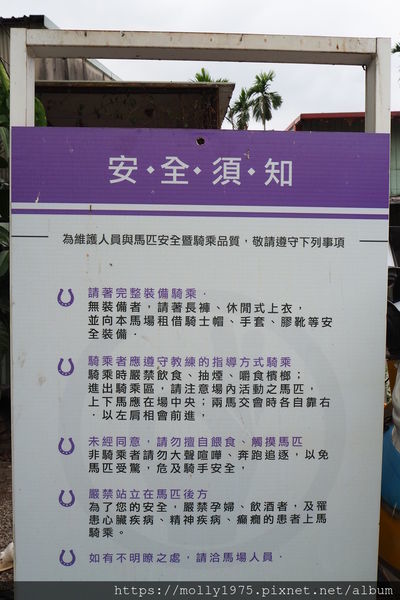 安・全・須・知
為維護人員與馬匹安全暨騎乘品質，敬請遵守下列事項
請著完整裝備騎乘．
無裝備者，請著長褲、休閒式上衣，
並向本馬場租借騎士帽、手套、膠靴等安
全裝備．
騎乘者應遵守教練的指導方式騎乘
騎乘時嚴禁飲食、抽煙、嚼食檳榔；
進出騎乘區，請注意場內活動之馬匹，
上下馬應在場中央；兩馬交會時各自靠右
．以左肩相會前進，
未經同意，請勿擅自餵食、觸摸馬匹
非騎乘者請勿大聲喧嘩、奔跑追逐，以免
馬匹受驚，危及騎手安全，
嚴禁站立在馬匹後方
為了您的安全，嚴禁孕婦、飲酒者，及罹
患心臟疾病、精神疾病、癲癇的患者上馬
騎乘。
如有不明瞭之處，請洽馬場人員．
https://molly1975.pixnet.net/album